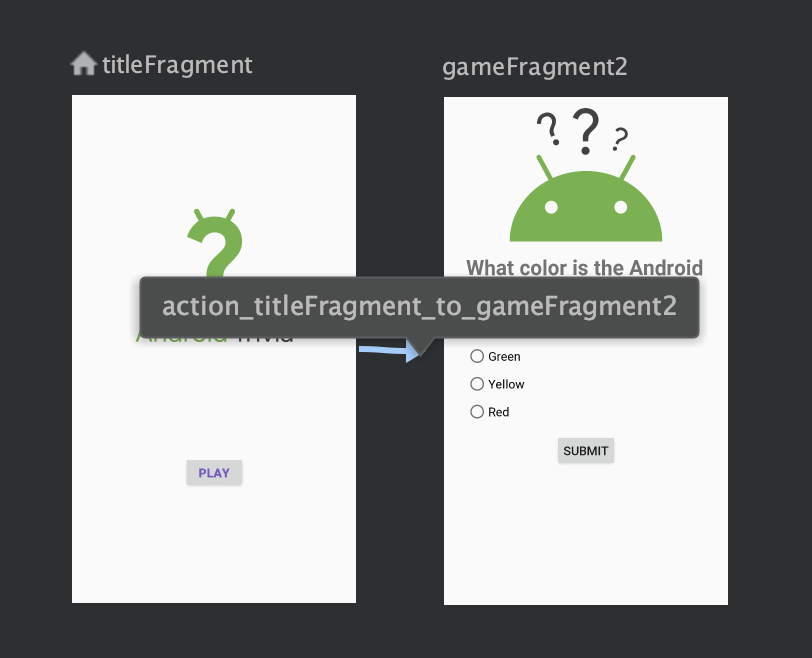 titleFragment
gameFragment2
? ? ?
?
What color is the Android
action_titleFragment_to_gameFragment2
Android Trivia
Green
Yellow
Red
SUBMIT
PLAY